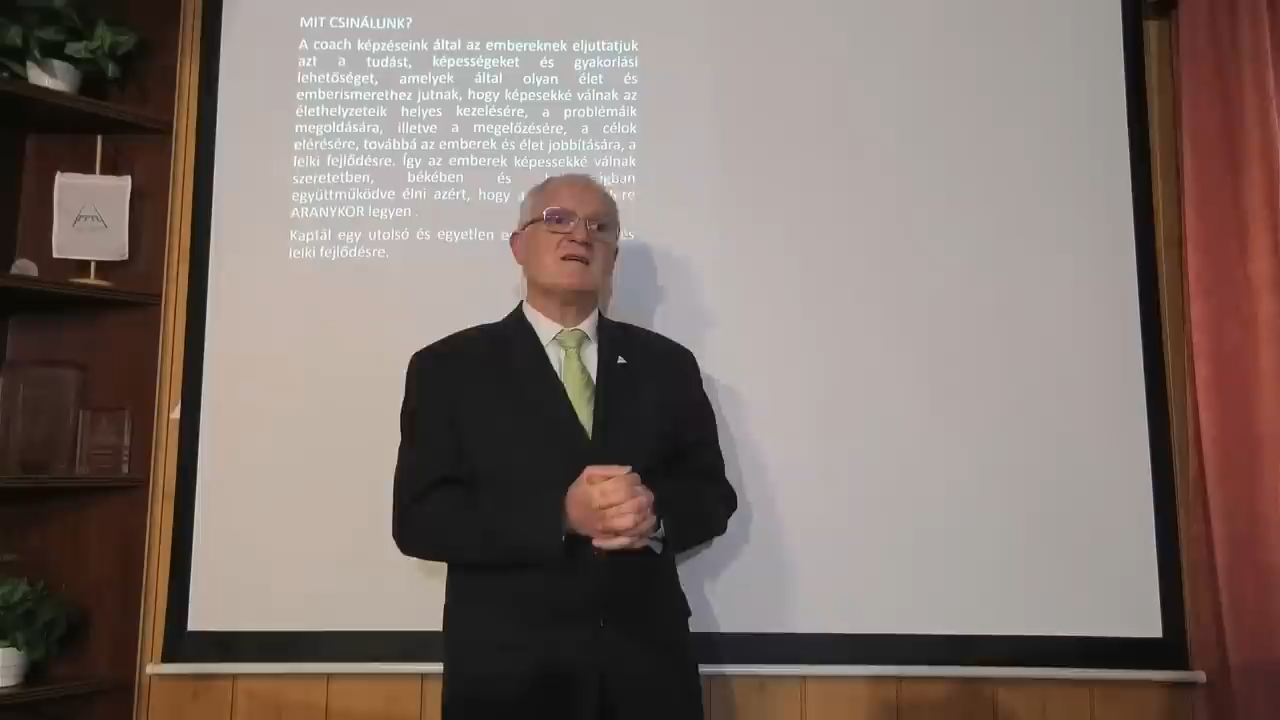 MIT CSINÁLUNK?
A coach képzéseink által az embereknek eljuttatjuk
azt a tudást, képességeket és gyakorlási
lehetőséget, amelyek által olyan élet és
emberismerethez jutnak, hogy képesekké válnak az
élethelyzeteik helyes kezelésére, a problémáik
megoldására, illetve a megelőzésére, a célok
elérésére, továbbá az emberek és élet jobbítására, a
lelki fejlődésre. Így az emberek képessekké válnak
szeretetben, békében és
együttműködve élni azért, hogy
ARANYKOR legyen .
Kaptál egy utolsó és egyetlen
lelki fejlődésre.